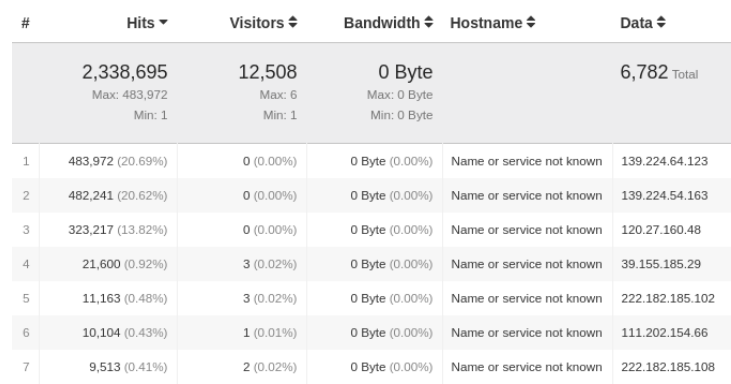 # Hits Visitors Bandwidth Hostname Data
2,338,695 12,508 0 Byte 6,782 Total
Max: 483,972 Max: 6 Max: 0 Byte
Min: 1 Min: 1 Min: 0 Byte
1 483,972 (20.69%) 0 (0.00%) 0 Byte (0.00%) Name or service not known 139.224.64.123
2 482,241 (20.62%) 0 (0.00%) 0 Byte (0.00%) Name or service not known 139.224.54.163
3 323,217 (13.82%) 0 (0.00%) 0 Byte (0.00%) Name or service not known 120.27.160.48
4 21,600 (0.92%) 3 (0.02%) 0 Byte (0.00%) Name or service not known 39.155.185.29
5 11,163 (0.48%) 3 (0.02%) 0 Byte (0.00%) Name or service not known 222.182.185.102
6 10,104 (0.43%) 1 (0.01%) 0 Byte (0.00%) Name or service not known 111.202.154.66
7 9,513 (0.41%) 2 (0.02%) 0 Byte (0.00%) Name or service not known 222.182.185.108